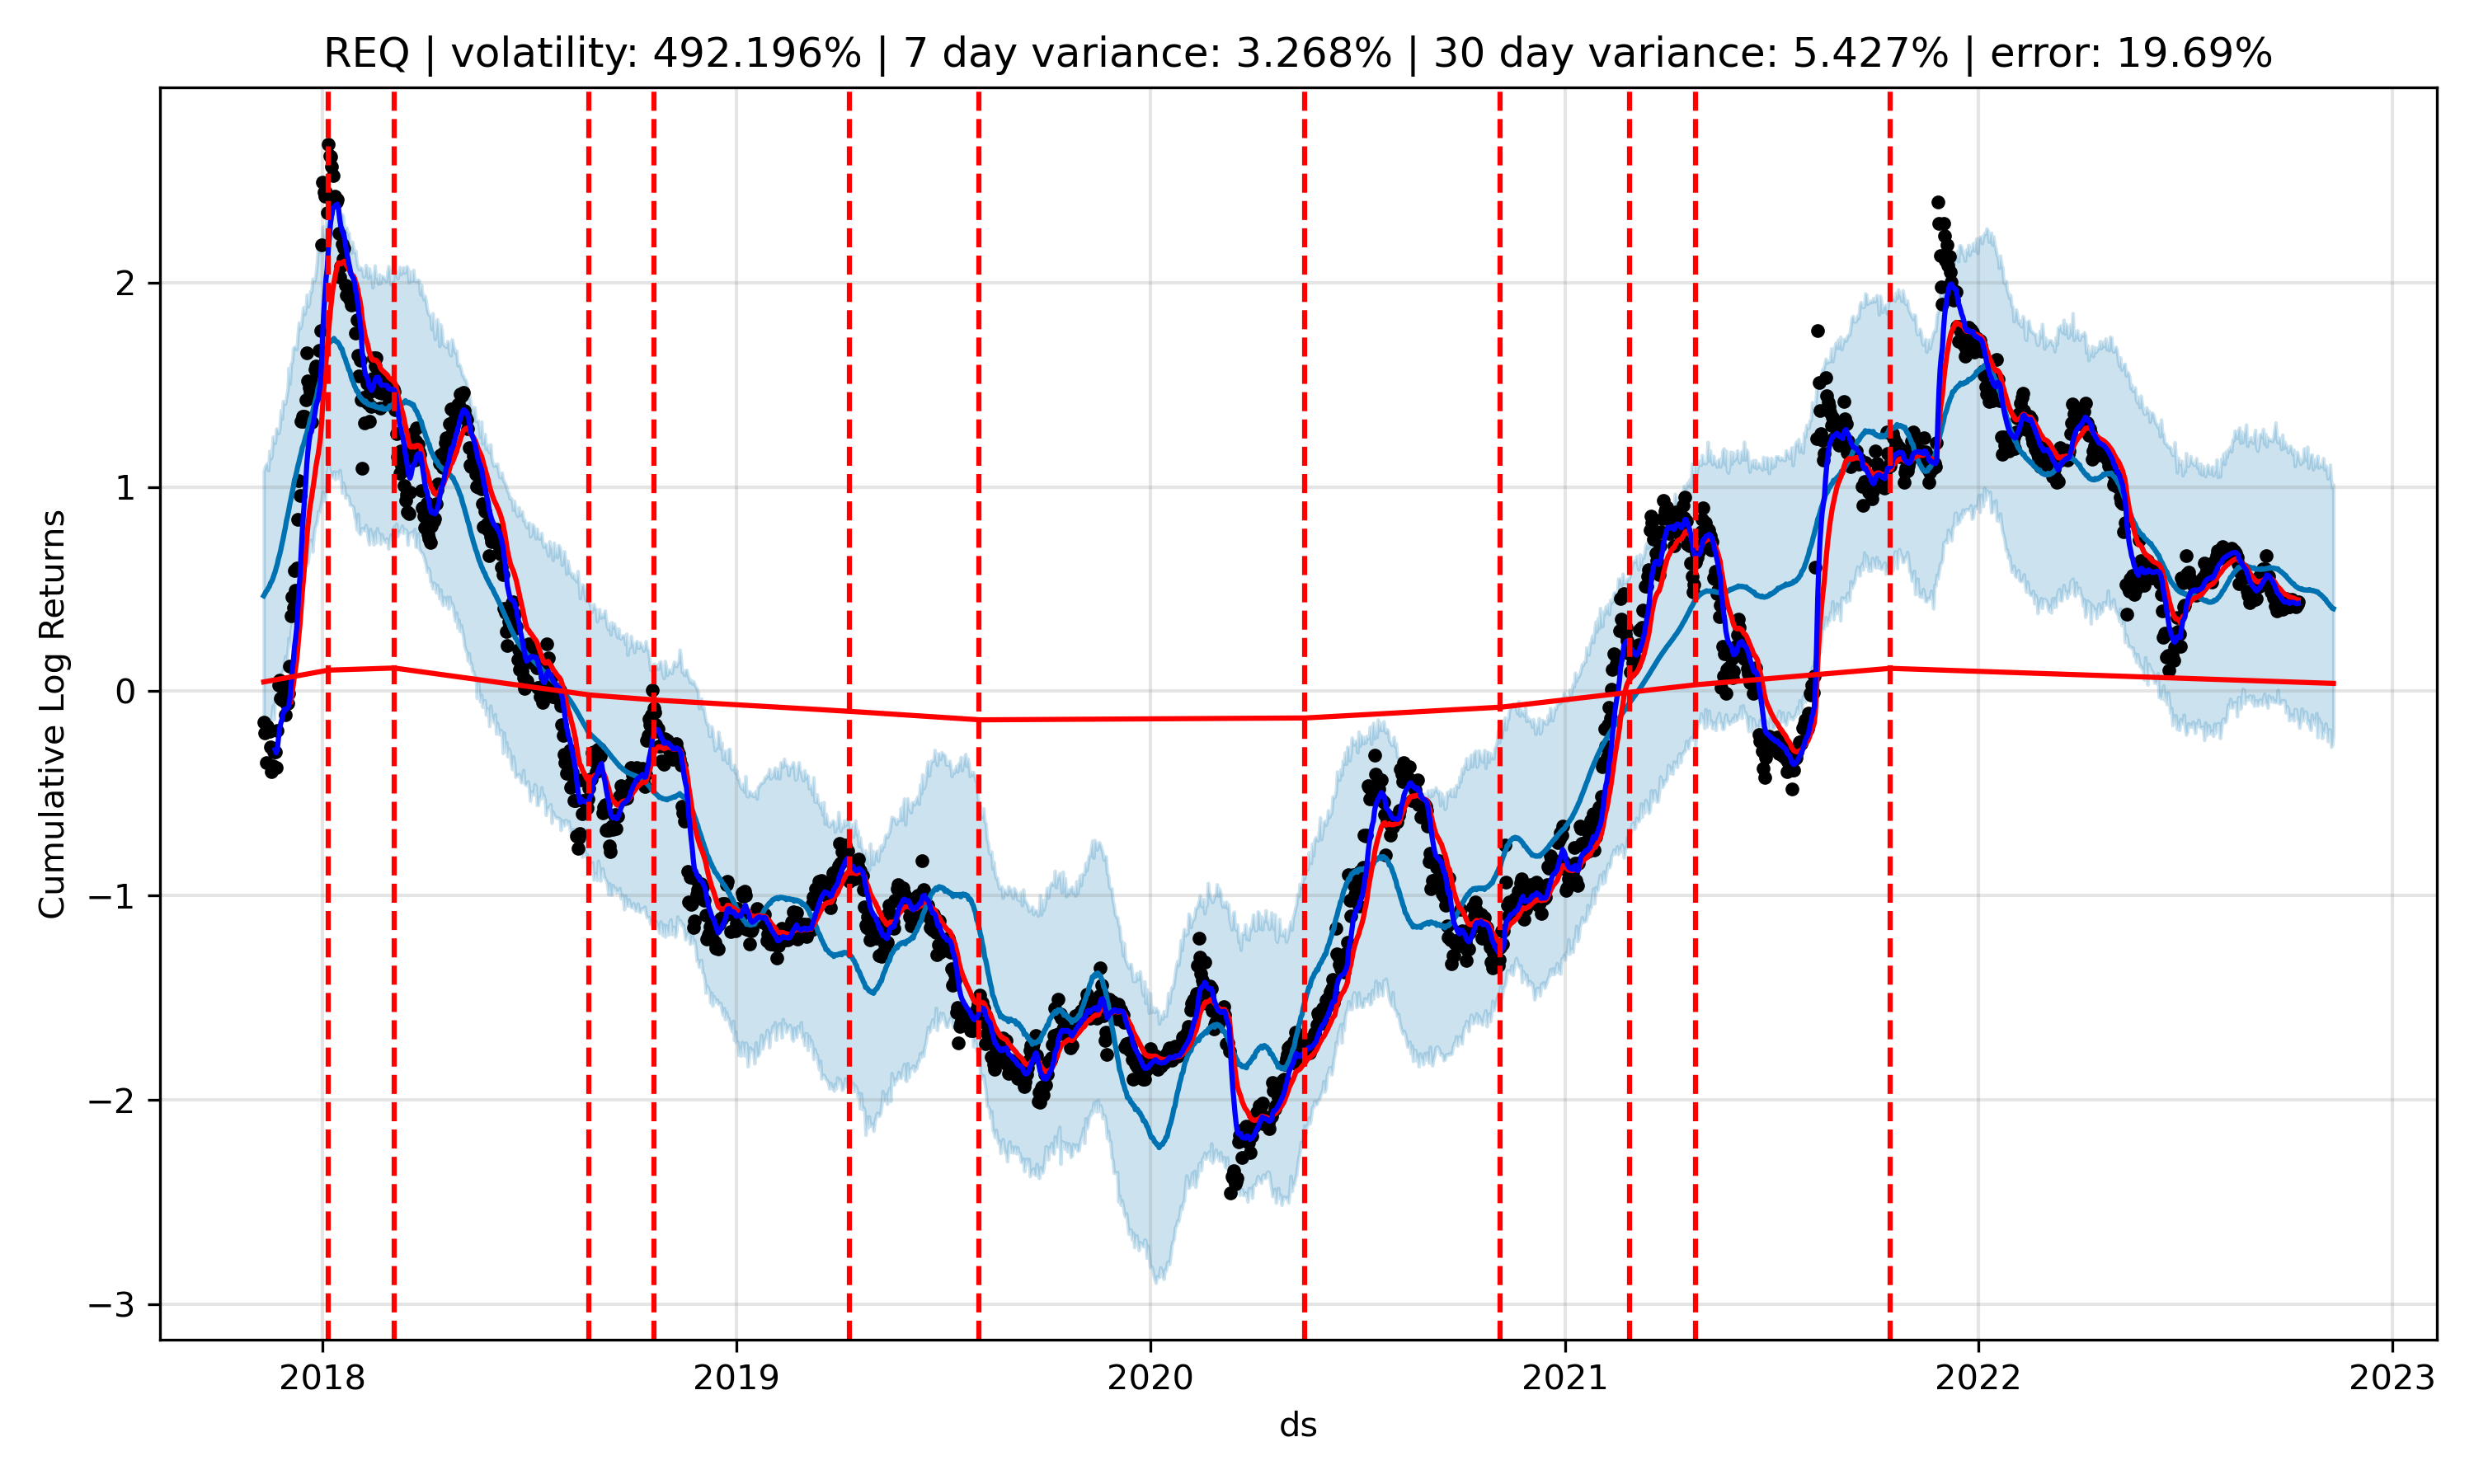 REQ | volatility: 492.196% | 7 day variance: 3.268% | 30 day variance: 5.427% | error: 19.69%
Cumulative Log Returns
2
1
0
−1
−2
−3
2018 2019 2020 2021 2022 2023
ds